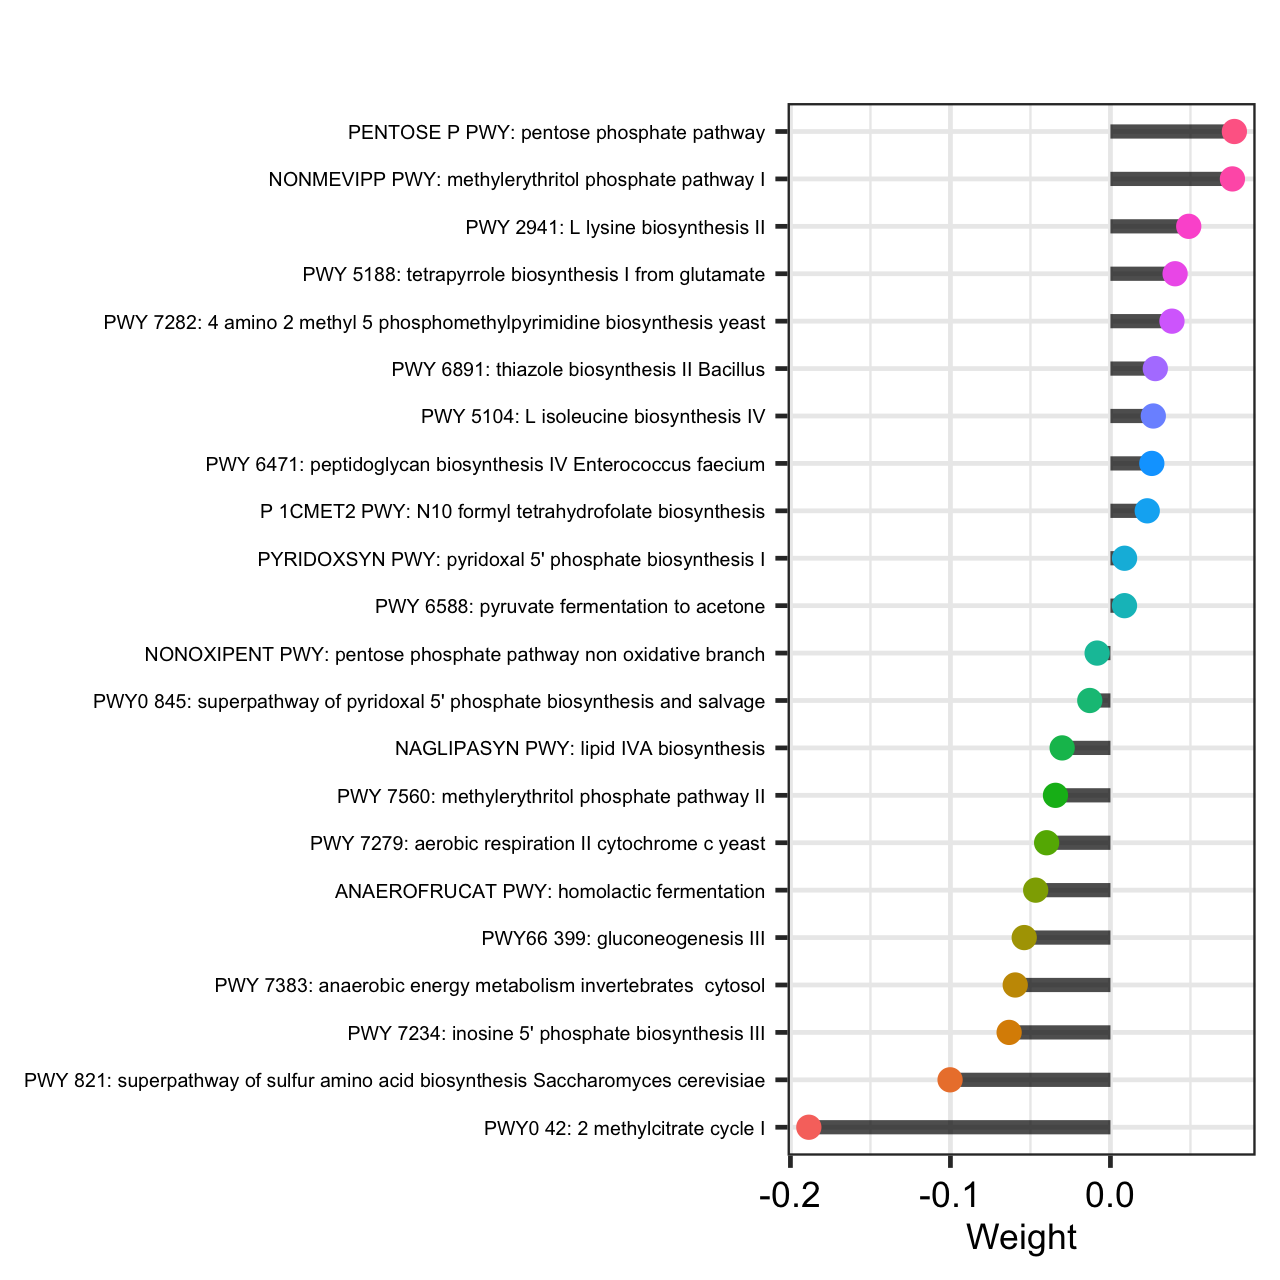 PENTOSE P PWY: pentose phosphate pathway
NONMEVIPP PWY: methylerythritol phosphate pathway I
PWY 2941: L lysine biosynthesis II
PWY 5188: tetrapyrrole biosynthesis I from glutamate
PWY 7282: 4 amino 2 methyl 5 phosphomethylpyrimidine biosynthesis yeast
PWY 6891: thiazole biosynthesis II Bacillus
PWY 5104: L isoleucine biosynthesis IV
PWY 6471: peptidoglycan biosynthesis IV Enterococcus faecium
P 1CMET2 PWY: N10 formyl tetrahydrofolate biosynthesis
PYRIDOXSYN PWY: pyridoxal 5' phosphate biosynthesis I
PWY 6588: pyruvate fermentation to acetone
NONOXIPENT PWY: pentose phosphate pathway non oxidative branch
PWY0 845: superpathway of pyridoxal 5' phosphate biosynthesis and salvage
NAGLIPASYN PWY: lipid IVA biosynthesis
PWY 7560: methylerythritol phosphate pathway II
PWY 7279: aerobic respiration II cytochrome c yeast
ANAEROFRUCAT PWY: homolactic fermentation
PWY66 399: gluconeogenesis III
PWY 7383: anaerobic energy metabolism invertebrates  cytosol
PWY 7234: inosine 5' phosphate biosynthesis III
PWY 821: superpathway of sulfur amino acid biosynthesis Saccharomyces cerevisiae
PWY0 42: 2 methylcitrate cycle I
-0.2 -0.1 0.0
Weight